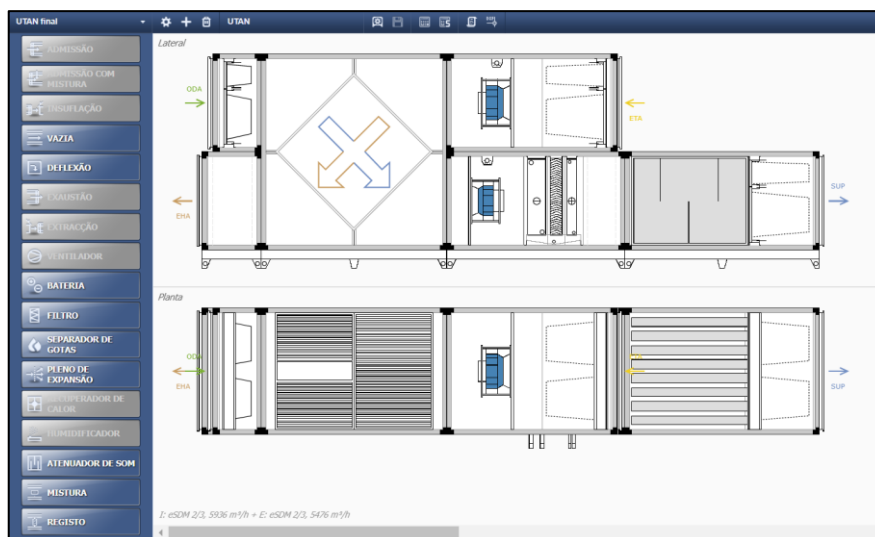 UTAN final
UTAN
ADMISSÃO
ADMISSÃO COM
MISTURA
INSUFLAÇÃO
VAZIA
DEFLEXÃO
EXAUSTÃO
EXTRACÇÃO
VENTILADOR
BATERIA
FILTRO
SEPARADOR DE
GOTAS
PLENO DE
EXPANSÃO
RECUPERADOR DE
CALOR
HUMIDIFICADOR
ATENUADOR DE SOM
MISTURA
REGISTO
Lateral
ODA
ETA
EHA
SUP
Planta
ODA
ETA
EHA
SUP
I: eSDM 2/3, 5936 m³/h + E: eSDM 2/3, 5476 m³/h